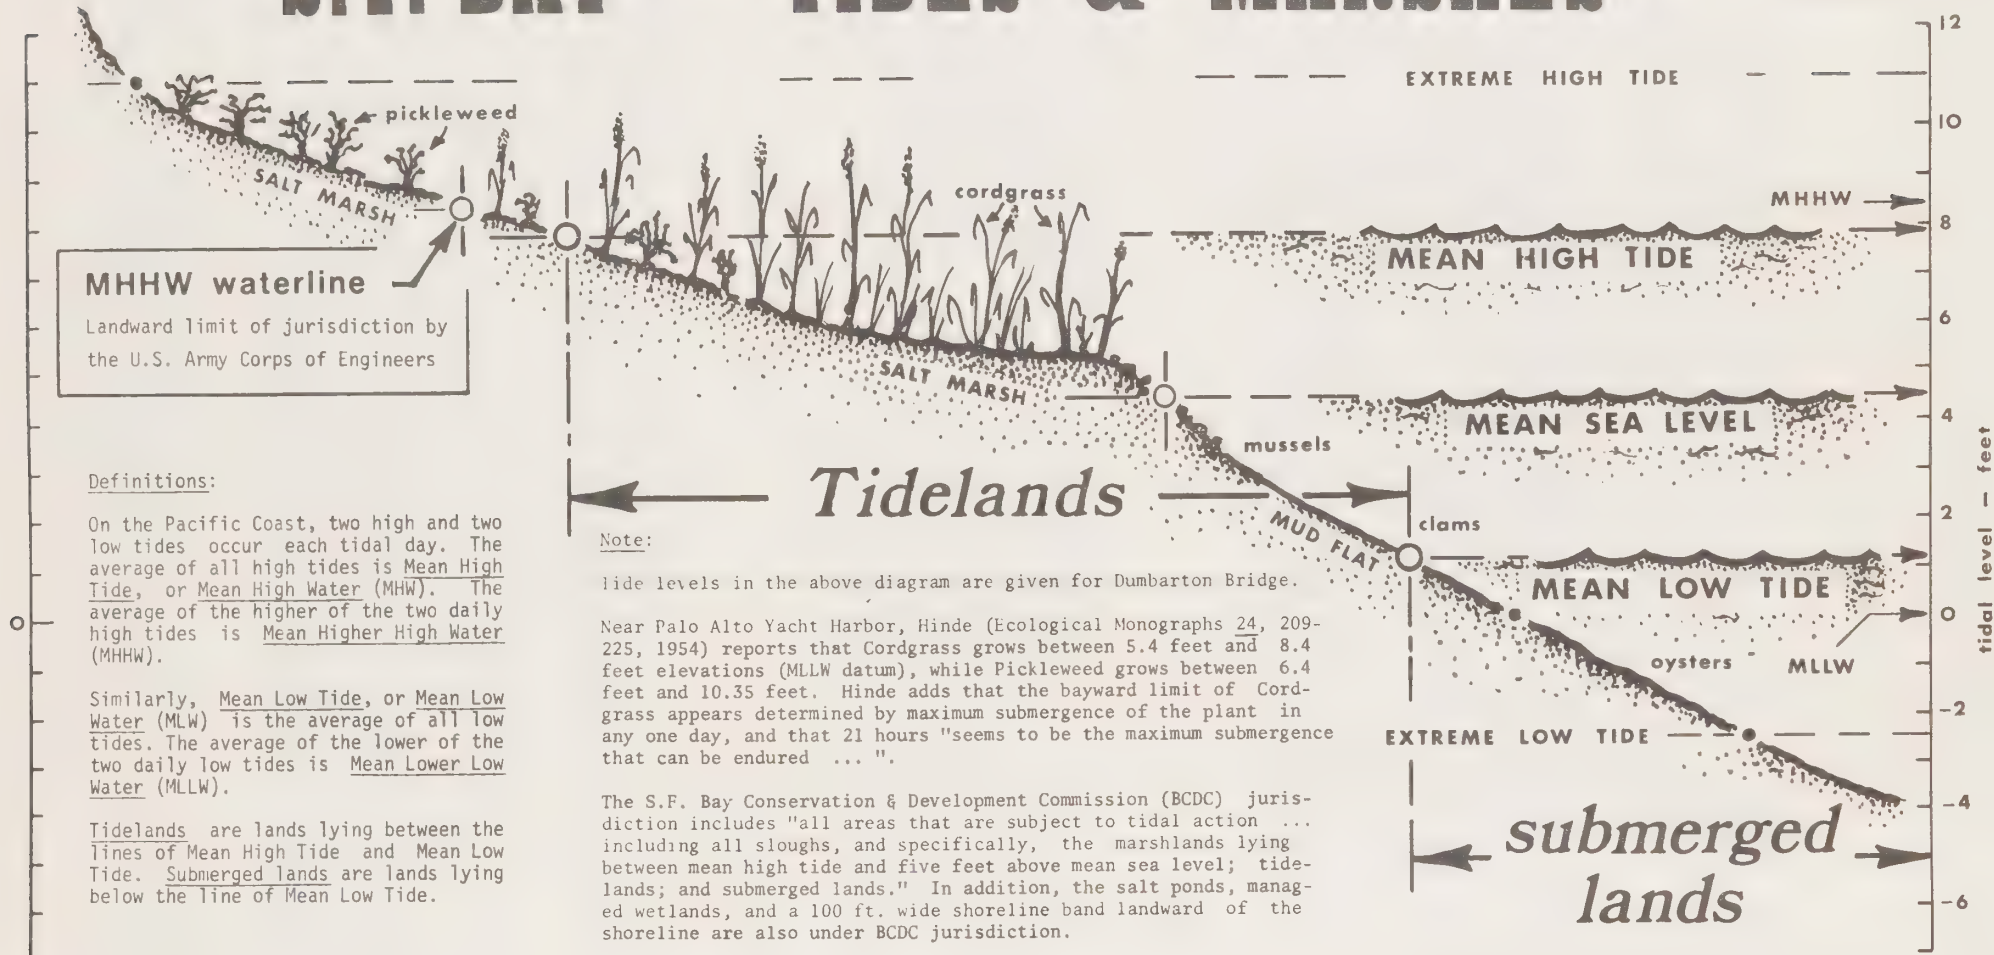 TIDES & MARSHES
EXTREME HIGH TIDE
pickleweed
SALT MARSH
cordgrass
MHHW
MEAN HIGH TIDE
MHHW waterline
Landward limit of jurisdiction by
the U.S. Army Corps of Engineers
SALT MARSH
MEAN SEA LEVEL
mussels
Tidelands
MUD FLAT
clams
MEAN LOW TIDE
oysters
MLLW
EXTREME LOW TIDE
submerged
lands
12
10
8
6
4
2
0
-2
-4
-6
tidal level - feet
0
Definitions:
On the Pacific Coast, two high and two
low tides occur each tidal day. The
average of all high tides is Mean High
Tide, or Mean High Water (MHW). The
average of the higher of the two daily
high tides is Mean Higher High Water
(MHHW).
Similarly, Mean Low Tide, or Mean Low
Water (MLW) is the average of all low
tides. The average of the lower of the
two daily low tides is Mean Lower Low
Water (MLLW).
Tidelands are lands lying between the
lines of Mean High Tide and Mean Low
Tide. Submerged lands are lands lying
below the line of Mean Low Tide.
Note:
Tide levels in the above diagram are given for Dumbarton Bridge.
Near Palo Alto Yacht Harbor, Hinde (Ecological Monographs 24, 209-
225, 1954) reports that Cordgrass grows between 5.4 feet and 8.4
feet elevations (MLLW datum), while Pickleweed grows between 6.4
feet and 10.35 feet. Hinde adds that the bayward limit of Cord-
grass appears determined by maximum submergence of the plant in
any one day, and that 21 hours "seems to be the maximum submergence
that can be endured ... ".
The S.F. Bay Conservation & Development Commission (BCDC) juris-
diction includes "all areas that are subject to tidal action ...
including all sloughs, and specifically, the marshlands lying
between mean high tide and five feet above mean sea level; tide-
lands; and submerged lands." In addition, the salt ponds, manag-
ed wetlands, and a 100 ft. wide shoreline band landward of the
shoreline are also under BCDC jurisdiction.